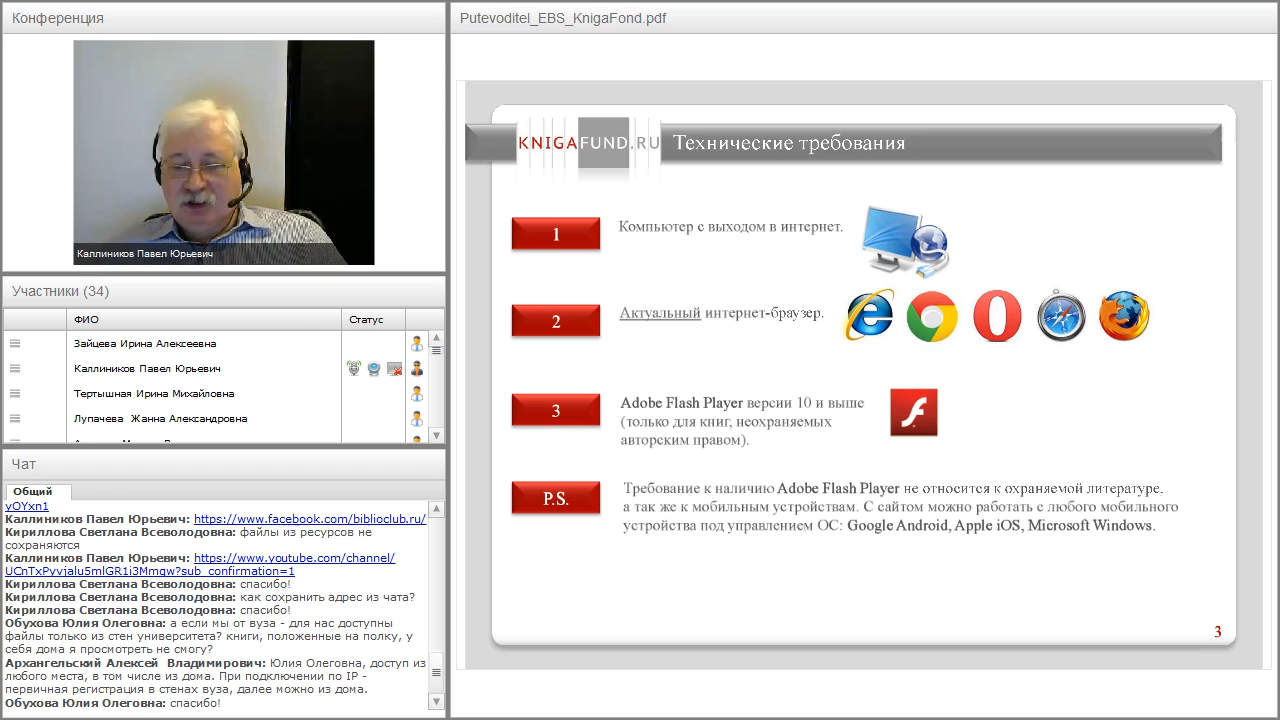 Конференция
Каллиников Павел Юрьевич
Участники (34)
ФИО
Статус
Зайцева Ирина Алексеевна
Каллиников Павел Юрьевич
Тертышная Ирина Михайловна
Лупачева Жанна Александровна
Чат
Общий
yOYxn1
Каллиников Павел Юрьевич: https://www.facebook.com/biblioclub.ru/
Кириллова Светлана Всеволодовна: файлы из ресурсов не
сохраняются
Каллиников Павел Юрьевич: https://www.youtube.com/channel/
UCnTxPyvjalu5mlGR1i3Mmqw?sub_confirmation=1
Кириллова Светлана Всеволодовна: спасибо!
Кириллова Светлана Всеволодовна: как сохранить адрес из чата?
Кириллова Светлана Всеволодовна: спасибо!
Обухова Юлия Олеговна: а если мы от вуза - для нас доступны
файлы только из стен университета? книги, положенные на полку, у
себя дома я просмотреть не смогу?
Архангельский Алексей Владимирович: Юлия Олеговна, доступ из
любого места, в том числе из дома. При подключении по IP -
первичная регистрация в стенах вуза, далее можно из дома.
Обухова Юлия Олеговна: спасибо!
Putevoditel_EBS_KnigaFond.pdf
KNIGAFUND.RU
Технические требования
1
Компьютер с выходом в интернет.
2
Актуальный интернет-браузер.
3
Adobe Flash Player версии 10 и выше
(только для книг, неохраняемых
авторским правом).
P.S.
Требование к наличию Adobe Flash Player не относится к охраняемой литературе,
а так же к мобильным устройствам. С сайтом можно работать с любого мобильного
устройства под управлением ОС: Google Android, Apple iOS, Microsoft Windows.
3